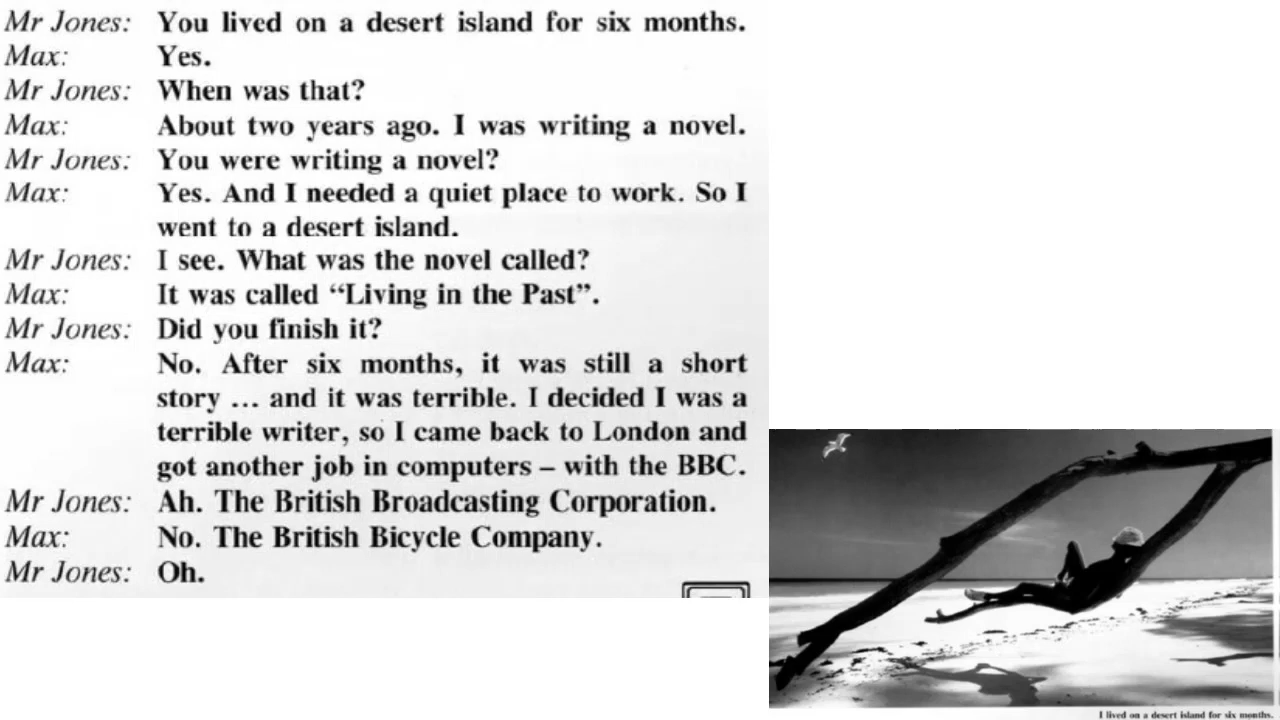 Mr Jones: You lived on a desert island for six months.
Max: Yes.
Mr Jones: When was that?
Max: About two years ago. I was writing a novel.
Mr Jones: You were writing a novel?
Max: Yes. And I needed a quiet place to work. So I
went to a desert island.
Mr Jones: I see. What was the novel called?
Max: It was called “Living in the Past”.
Mr Jones: Did you finish it?
Max: No. After six months, it was still a short
story ... and it was terrible. I decided I was a
terrible writer, so I came back to London and
got another job in computers – with the BBC.
Mr Jones: Ah. The British Broadcasting Corporation.
Max: No. The British Bicycle Company.
Mr Jones: Oh.
I lived on a desert island for six months.